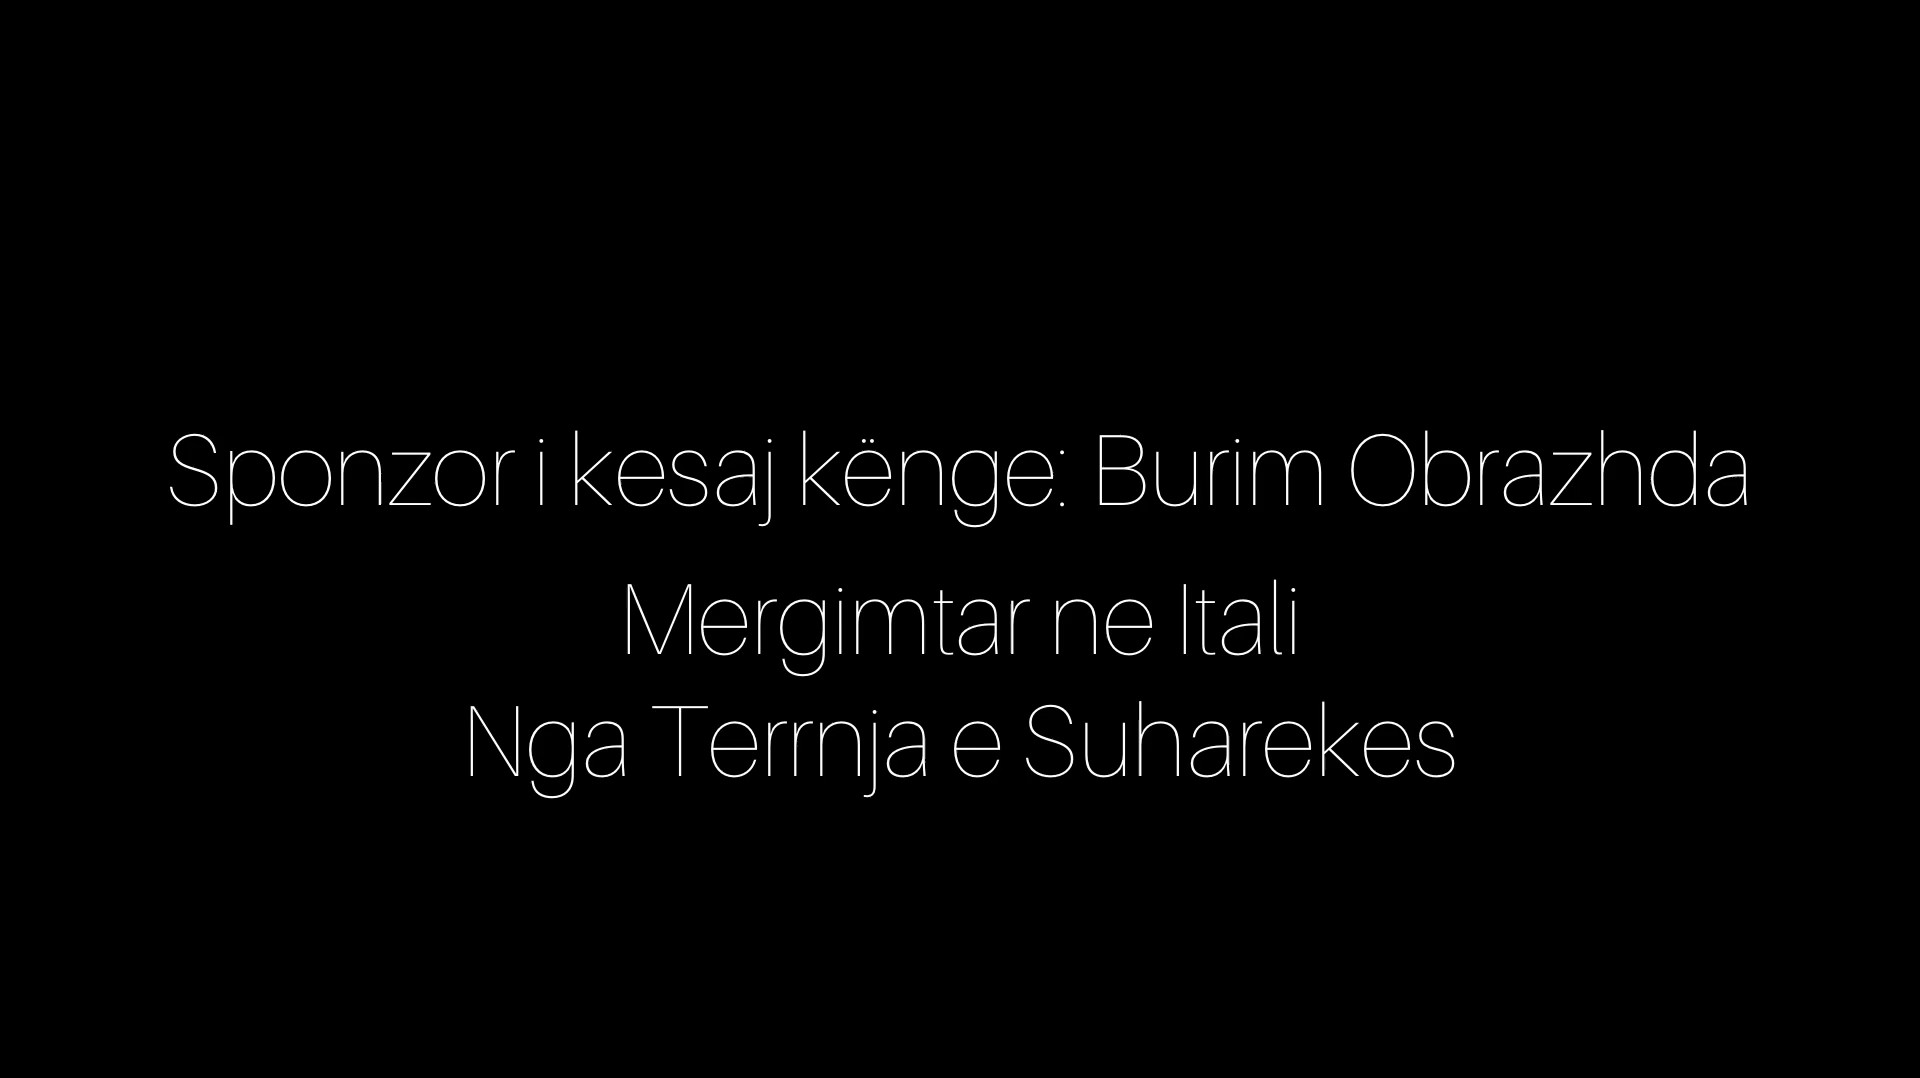 Sponzor i kesaj kënge: Burim Obrazhda
Mergimtar ne Itali
Nga Terrnja e Suharekes